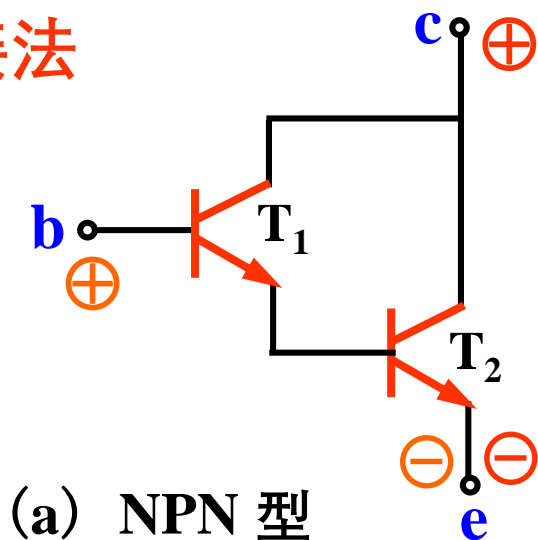 法
c ⊕
b
T1
⊕
T2
⊖ ⊖
(a) NPN 型 e